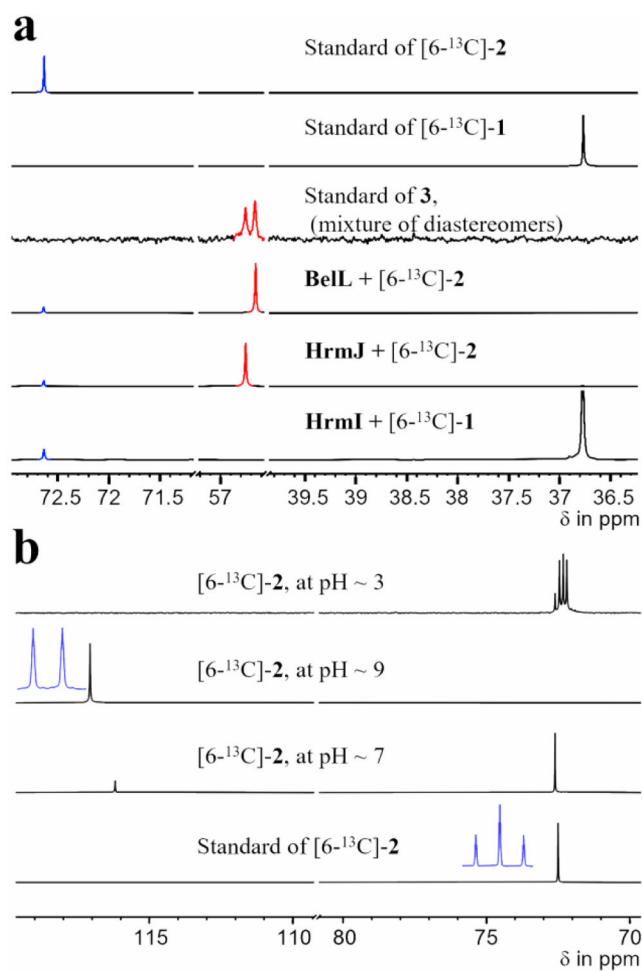 a
Standard of [6-¹³C]-2
Standard of [6-¹³C]-1
Standard of 3,
(mixture of diastereomers)
BelL + [6-¹³C]-2
HrmJ + [6-¹³C]-2
HrmI + [6-¹³C]-1
72.5 72 71.5 57 39.5 39 38.5 38 37.5 37 36.5
δ in ppm
b
[6-¹³C]-2, at pH ~ 3
[6-¹³C]-2, at pH ~ 9
[6-¹³C]-2, at pH ~ 7
Standard of [6-¹³C]-2
115 110 80 75 70
δ in ppm